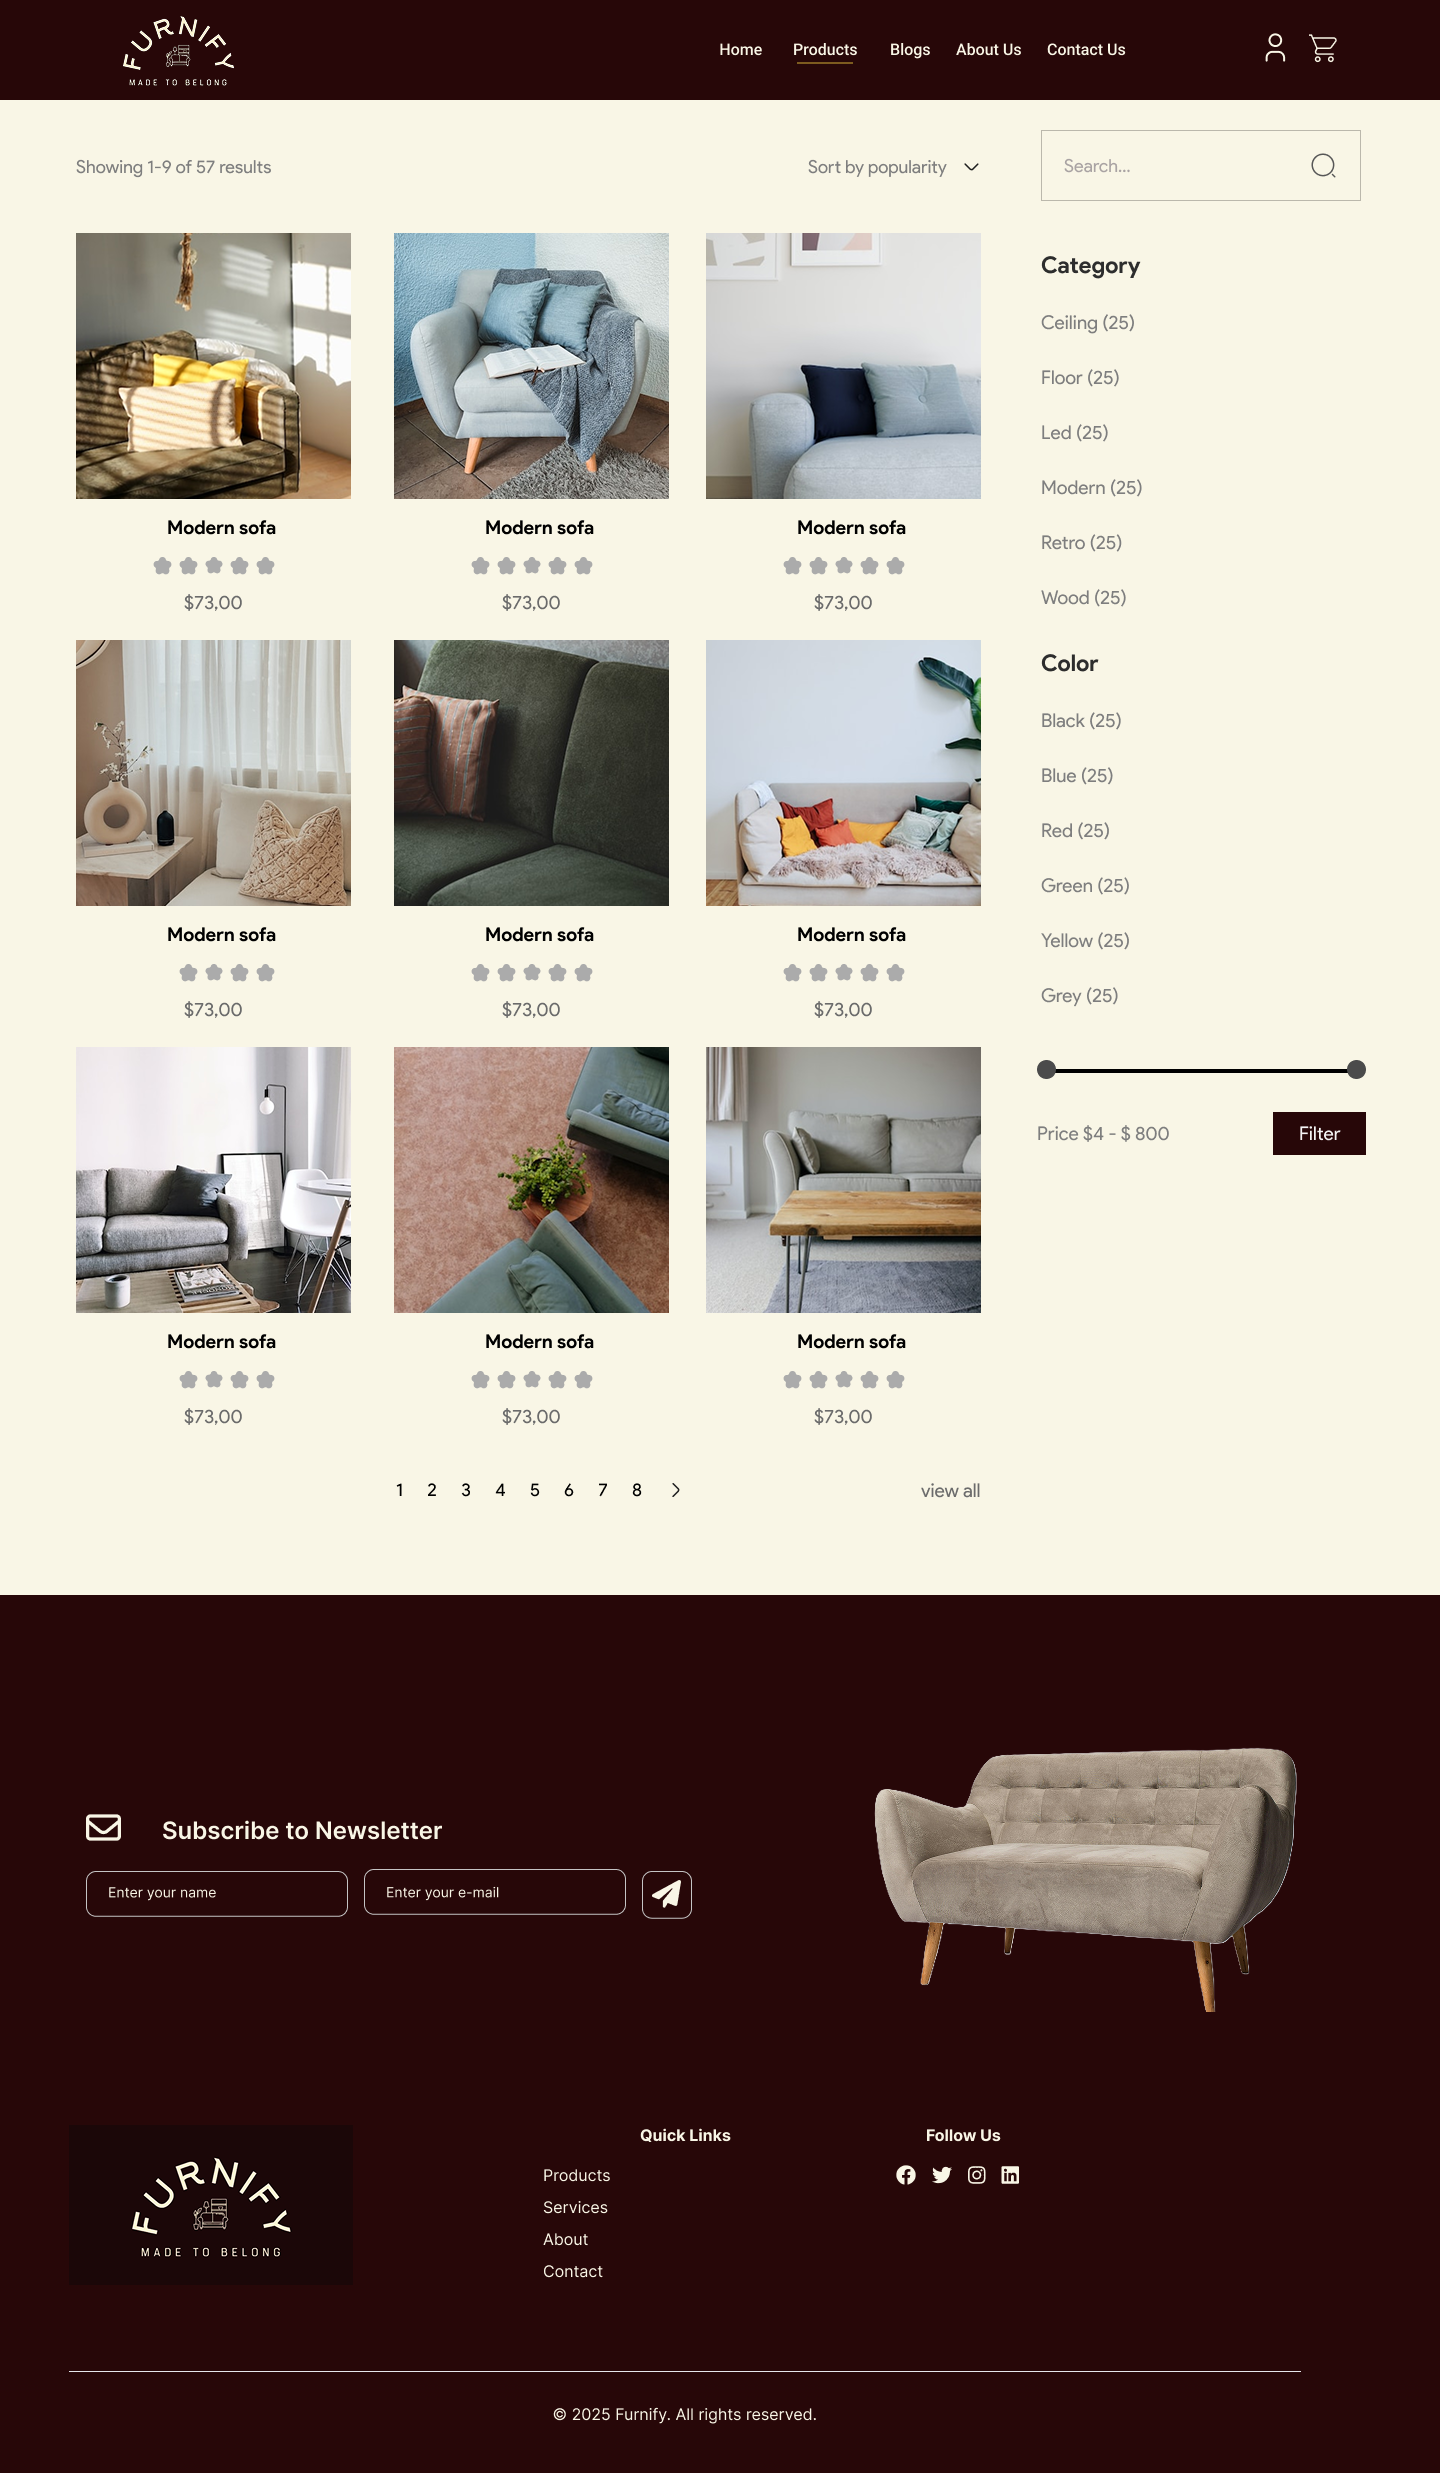 FURNIFY
MADE TO BELONG
Home Products Blogs About Us Contact Us
Showing 1-9 of 57 results
Sort by popularity
Search...
Modern sofa
$73,00
Modern sofa
$73,00
Modern sofa
$73,00
Modern sofa
$73,00
Modern sofa
$73,00
Modern sofa
$73,00
Modern sofa
$73,00
Modern sofa
$73,00
Modern sofa
$73,00
1 2 3 4 5 6 7 8
view all
Category
Ceiling (25)
Floor (25)
Led (25)
Modern (25)
Retro (25)
Wood (25)
Color
Black (25)
Blue (25)
Red (25)
Green (25)
Yellow (25)
Grey (25)
Price $4 - $ 800
Filter
Subscribe to Newsletter
Enter your name
Enter your e-mail
FURNIFY
MADE TO BELONG
Quick Links
Products
Services
About
Contact
Follow Us
© 2025 Furnify. All rights reserved.